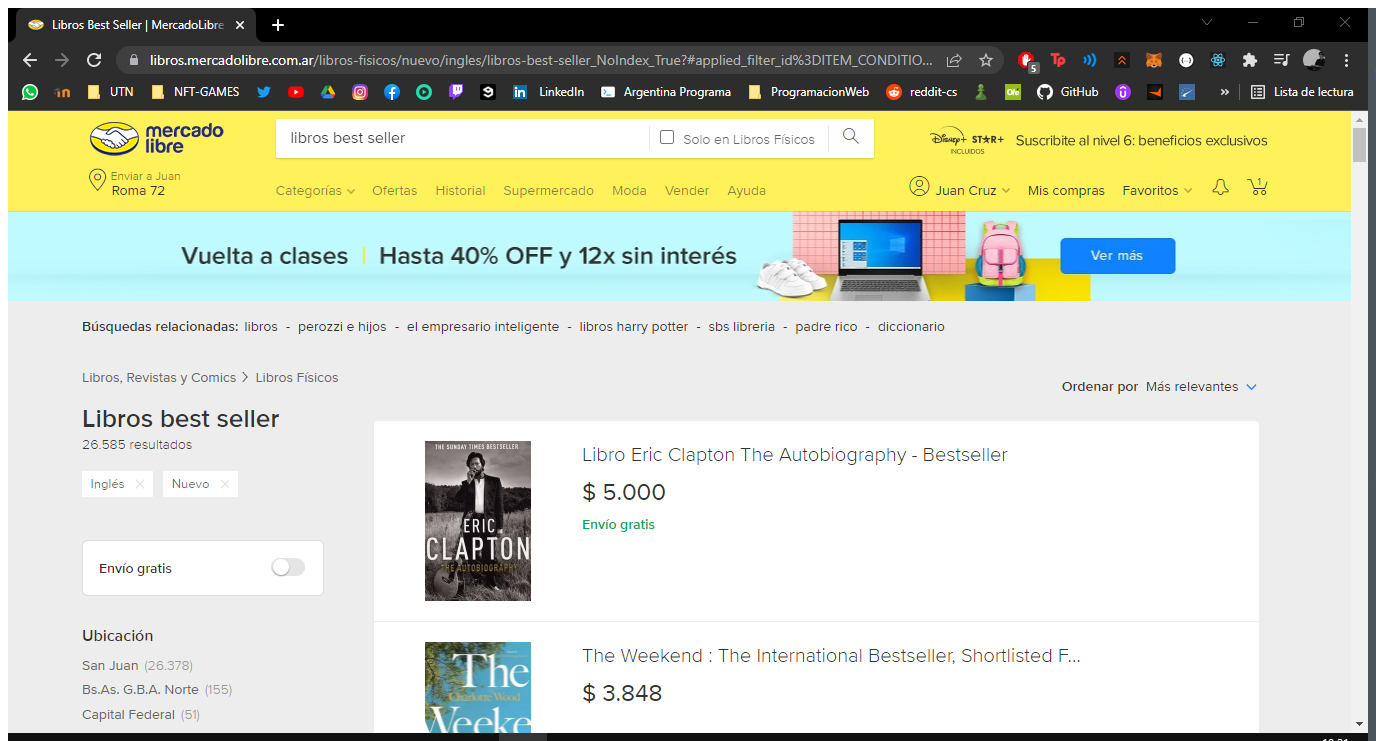 Libros Best Seller | MercadoLibre
libros.mercadolibre.com.ar/libros-fisicos/nuevo/ingles/libros-best-seller_NoIndex_True?#applied_filter_id%3DITEM_CONDITIO...
5
Tp
in UTN NFT-GAMES LinkedIn Argentina Programa ProgramacionWeb reddit-cs Ole GitHub » Lista de lectura
mercado
libre
libros best seller
Solo en Libros Físicos
Disney+ STAR+
INCLUIDOS
Suscribite al nivel 6: beneficios exclusivos
Enviar a Juan
Roma 72
Categorías Ofertas Historial Supermercado Moda Vender Ayuda
Juan Cruz Mis compras Favoritos 1
Vuelta a clases | Hasta 40% OFF y 12x sin interés
Ver más
Búsquedas relacionadas: libros - perozzi e hijos - el empresario inteligente - libros harry potter - sbs libreria - padre rico - diccionario
Libros, Revistas y Comics > Libros Físicos
Ordenar por Más relevantes
Libros best seller
26.585 resultados
Inglés Nuevo
Envío gratis
Ubicación
San Juan (26.378)
Bs.As. G.B.A. Norte (155)
Capital Federal (51)
THE SUNDAY TIMES BESTSELLER
ERIC
CLAPTON
THE AUTOBIOGRAPHY
Libro Eric Clapton The Autobiography - Bestseller
$ 5.000
Envío gratis
The
Charlotte Wood
Weeke
The Weekend : The International Bestseller, Shortlisted F...
$ 3.848